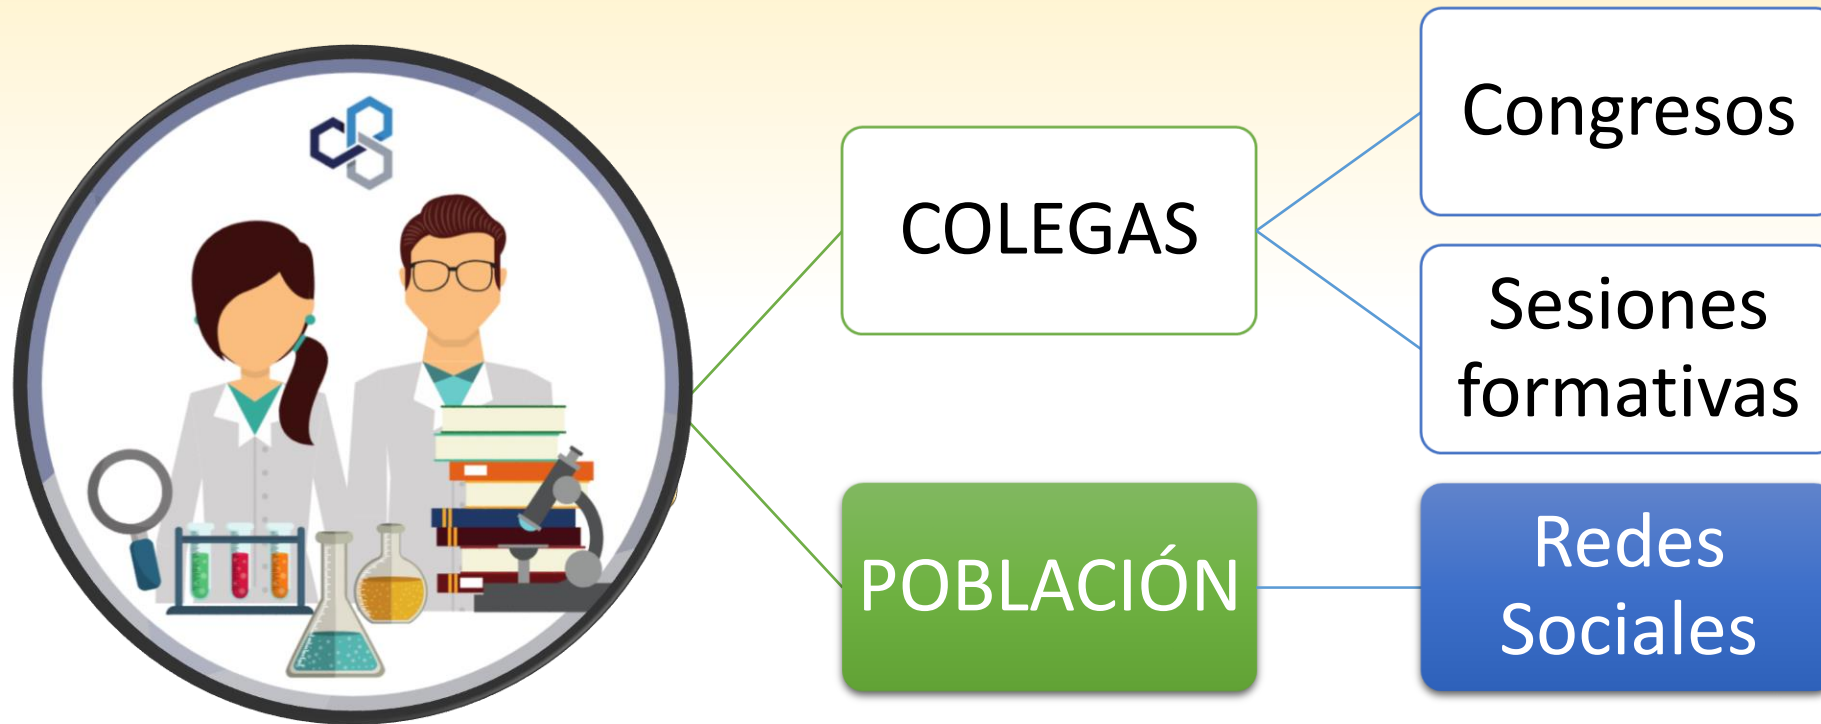 COLEGAS
Congresos
Sesiones
formativas
POBLACIÓN
Redes
Sociales